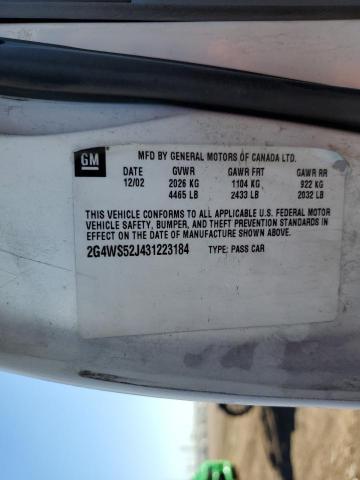 GM
MFD BY GENERAL MOTORS OF CANADA LTD.
DATE GVWR GAWR FRT GAWR RR
12/02 2026 KG 1104 KG 922 KG
4465 LB 2433 LB 2032 LB
THIS VEHICLE CONFORMS TO ALL APPLICABLE U.S. FEDERAL MOTOR
VEHICLE SAFETY, BUMPER, AND THEFT PREVENTION STANDARDS IN
EFFECT ON THE DATE OF MANUFACTURE SHOWN ABOVE.
2G4WS52J431223184 TYPE: PASS CAR